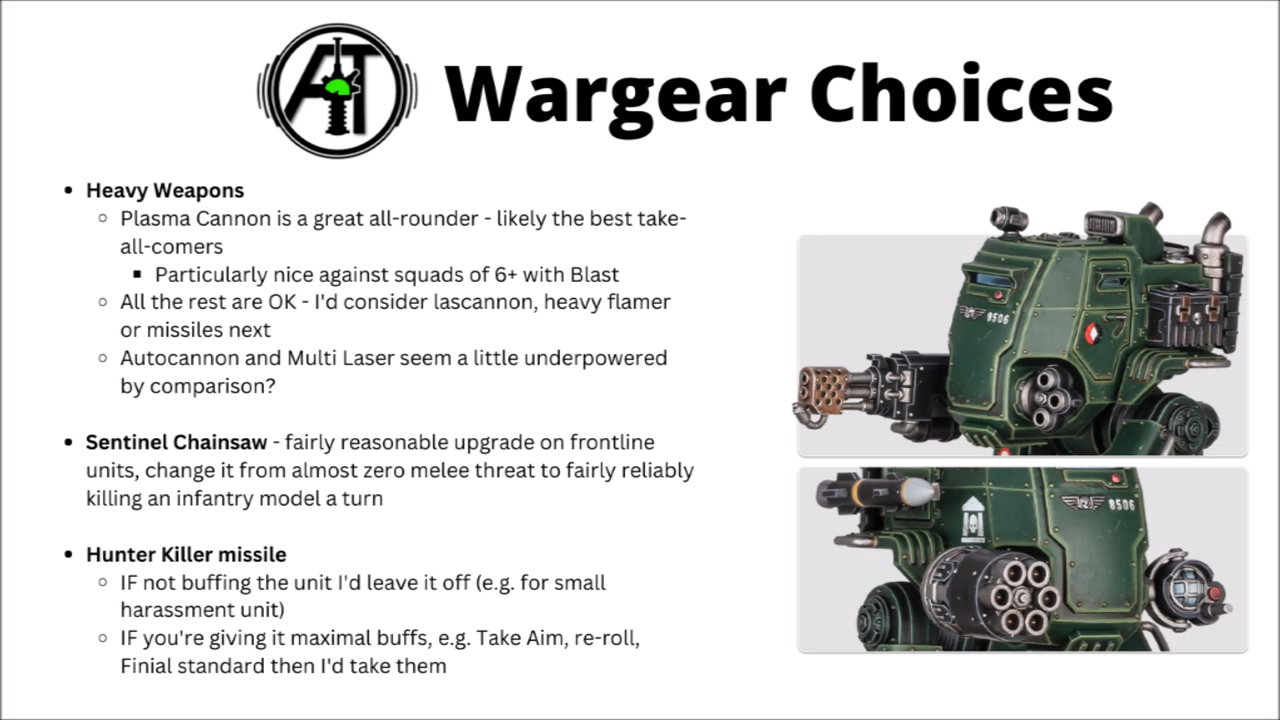 AT
Wargear Choices
• Heavy Weapons
○ Plasma Cannon is a great all-rounder - likely the best take-
all-comers
▪ Particularly nice against squads of 6+ with Blast
○ All the rest are OK - I'd consider lascannon, heavy flamer
or missiles next
○ Autocannon and Multi Laser seem a little underpowered
by comparison?
• Sentinel Chainsaw - fairly reasonable upgrade on frontline
units, change it from almost zero melee threat to fairly reliably
killing an infantry model a turn
• Hunter Killer missile
○ IF not buffing the unit I'd leave it off (e.g. for small
harassment unit)
○ IF you're giving it maximal buffs, e.g. Take Aim, re-roll,
Finial standard then I'd take them
8506
8506